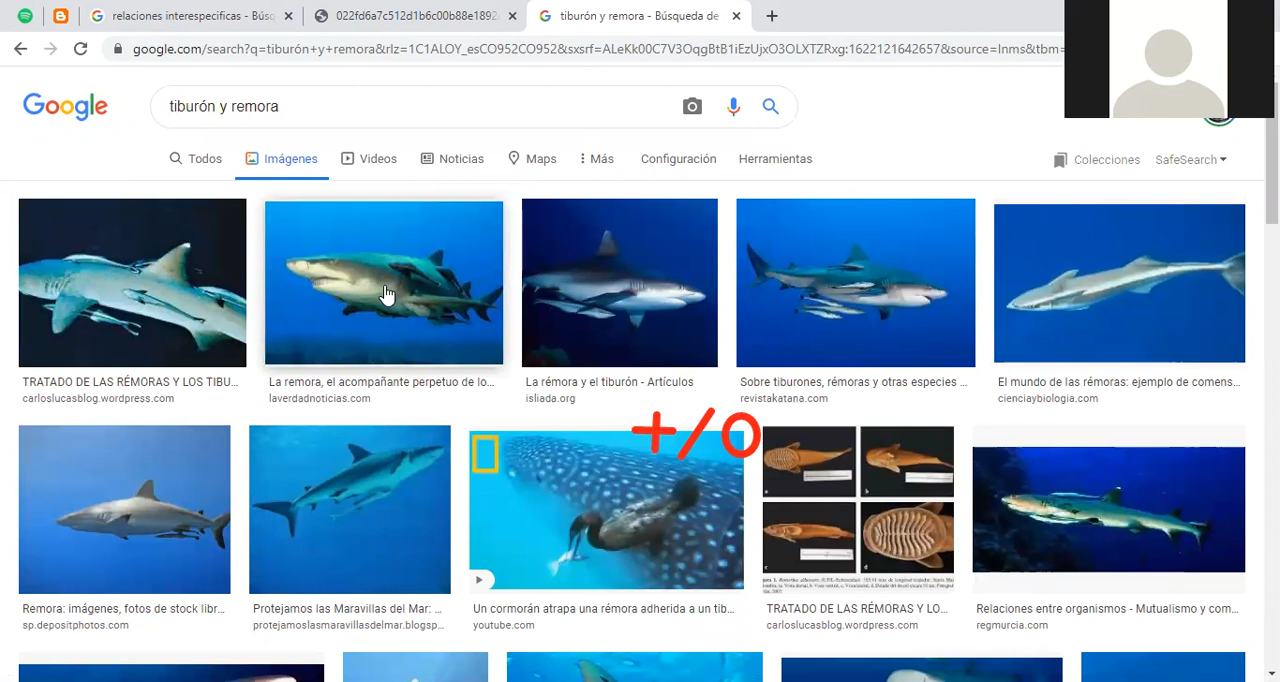 relaciones interespecificas - Búsq
022fd6a7c512d1b6c00b88e1892
tiburón y remora - Búsqueda de
google.com/search?q=tiburón+y+remora&rlz=1C1ALOY_esCO952CO952&sxsrf=ALeKk00C7V3OqgBtB1iEzUjxO3OLXTZRxg:1622121642657&source=lnms&tbm=
Google
tiburón y remora
Todos Imágenes Videos Noticias Maps Más Configuración Herramientas Colecciones SafeSearch
TRATADO DE LAS RÉMORAS Y LOS TIBU...
carloslucasblog.wordpress.com
La remora, el acompañante perpetuo de lo...
laverdadnoticias.com
La rémora y el tiburón - Artículos
isliada.org
Sobre tiburones, rémoras y otras especies ...
revistakatana.com
El mundo de las rémoras: ejemplo de comens...
cienciaybiologia.com
+/0
Remora: imágenes, fotos de stock libr...
sp.depositphotos.com
Protejamos las Maravillas del Mar: ...
protejamoslasmaravillasdelmar.blogsp...
Un cormorán atrapa una rémora adherida a un tib...
youtube.com
TRATADO DE LAS RÉMORAS Y LO...
carloslucasblog.wordpress.com
Relaciones entre organismos - Mutualismo y com...
regmurcia.com